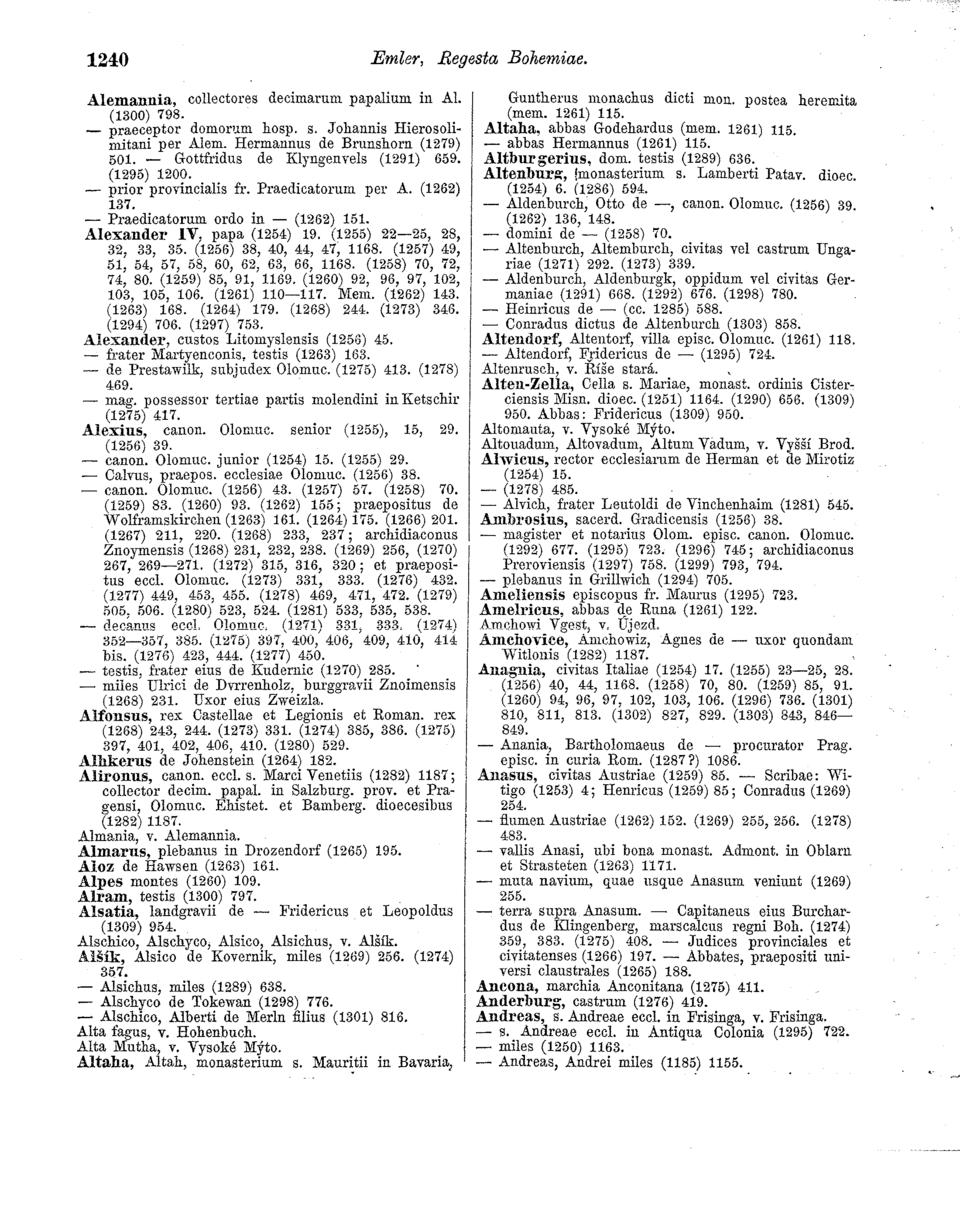 1240
Emler, Regesta Bohemiae.
Alemannia, collectores decimarum papalium in Al.
(1300) 798.
— praeceptor domorum hosp. s. Johannis Hierosoli-
mitani per Alem. Hermannus de Brunshorn (1279)
501. — Gottfridus de Klyngenvels (1291) 659.
(1295) 1200.
— prior provincialis fr. Praedicatorum per A. (1262)
137.
— Praedicatorum ordo in — (1262) 151.
Alexander IV, papa (1254) 19. (1255) 22—25, 28,
32, 33, 35. (1256) 38, 40, 44, 47, 1168. (1257) 49,
51, 54, 57, 58, 60, 62, 63, 66, 1168. (1258) 70, 72,
74, 80. (1259) 85, 91, 1169. (1260) 92, 96, 97, 102,
103, 105, 106. (1261) 110—117. Mem. (1262) 143.
(1263) 168. (1264) 179. (1268) 244. (1273) 346.
(1294) 706. (1297) 753.
Alexander, custos Litomyslensis (1256) 45.
— frater Martyenconis, testis (1263) 163.
— de Prestawilk, subjudex Olomuc. (1275) 413. (1278)
469.
— mag. possessor tertiae partis molendini in Ketschir
(1275) 417.
Alexius, canon. Olomuc. senior (1255), 15, 29.
(1256) 39.
— canon. Olomuc. junior (1254) 15. (1255) 29.
— Calvus, praepos. ecclesiae Olomuc. (1256) 38.
— canon. Olomuc. (1256) 43. (1257) 57. (1258) 70.
(1259) 83. (1260) 93. (1262) 155; praepositus de
Wolframskirchen (1263) 161. (1264) 175. (1266) 201.
(1267) 211, 220. (1268) 233, 237; archidiaconus
Znoymensis (1268) 231, 232, 238. (1269) 256, (1270)
267, 269—271. (1272) 315, 316, 320; et praeposi-
tus eccl. Olomuc. (1273) 331, 333. (1276) 432.
(1277) 449, 453, 455. (1278) 469, 471, 472. (1279)
505, 506. (1280) 523, 524. (1281) 533, 535, 538.
— decanus eccl. Olomuc. (1271) 331, 333. (1274)
352—357, 385. (1275) 397, 400, 406, 409, 410, 414
bis. (1276) 423, 444. (1277) 450.
— testis, frater eius de Kudernic (1270) 285.
— miles Ulrici de Dvrrenholz, burggravii Znoimensis
(1268) 231. Uxor eius Zweizla.
Alfonsus, rex Castellae et Legionis et Roman. rex
(1268) 243, 244. (1273) 331. (1274) 385, 386. (1275)
397, 401, 402, 406, 410. (1280) 529.
Alhkerus de Johenstein (1264) 182.
Alironus, canon. eccl. s. Marci Venetiis (1282) 1187;
collector decim. papal. in Salzburg. prov. et Pra-
gensi, Olomuc. Ehistet. et Bamberg. dioecesibus
(1282) 1187.
Almania, v. Alemannia.
Almarus, plebanus in Drozendorf (1265) 195.
Aloz de Hawsen (1263) 161.
Alpes montes (1260) 109.
Alram, testis (1300) 797.
Alsatia, landgravii de — Fridericus et Leopoldus
(1309) 954.
Alschico, Alschyco, Alsico, Alsichus, v. Alšík.
Alšík, Alsico de Kovernik, miles (1269) 256. (1274)
357.
— Alsichus, miles (1289) 638.
— Alschyco de Tokewan (1298) 776.
— Alschico, Alberti de Merln filius (1301) 816.
Alta fagus, v. Hohenbuch.
Alta Mutha, v. Vysoké Mýto.
Altaha, Altah, monasterium s. Mauritii in Bavaria,
Guntherus monachus dicti mon. postea heremita
(mem. 1261) 115.
Altaha, abbas Godehardus (mem. 1261) 115.
— abbas Hermannus (1261) 115.
Altburgerius, dom. testis (1289) 636.
Altenburg, monasterium s. Lamberti Patav. dioec.
(1254) 6. (1286) 594.
— Aldenburch, Otto de —, canon. Olomuc. (1256) 39.
(1262) 136, 148.
— domini de — (1258) 70.
— Altenburch, Altemburch, civitas vel castrum Unga-
riae (1271) 292. (1273) 339.
— Aldenburch, Aldenburgk, oppidum vel civitas Ger-
maniae (1291) 668. (1292) 676. (1298) 780.
— Heinricus de — (cc. 1285) 588.
— Conradus dictus de Altenburch (1303) 858.
Altendorf, Altentorf, villa episc. Olomuc. (1261) 118.
— Altendorf, Fridericus de — (1295) 724.
Altenrusch, v. Říše stará.
Alten-Zella, Cella s. Mariae, monast. ordinis Cister-
ciensis Misn. dioec. (1251) 1164. (1290) 656. (1309)
950. Abbas: Fridericus (1309) 950.
Altomauta, v. Vysoké Mýto.
Altouadum, Altovadum, Altum Vadum, v. Vyšší Brod.
Alwicus, rector ecclesiarum de Herman et de Mirotiz
(1254) 15.
— (1278) 485.
— Alvich, frater Leutoldi de Vinchenhaim (1281) 545.
Ambrosius, sacerd. Gradicensis (1256) 38.
— magister et notarius Olom. episc. canon. Olomuc.
(1292) 677. (1295) 723. (1296) 745; archidiaconus
Preroviensis (1297) 758. (1299) 793, 794.
— plebanus in Grillwich (1294) 705.
Ameliensis episcopus fr. Maurus (1295) 723.
Amelricus, abbas de Runa (1261) 122.
Amchowi Vgest, v. Újezd.
Amchovice, Amchowiz, Agnes de — uxor quondam
Witlonis (1282) 1187.
Anagnia, civitas Italiae (1254) 17. (1255) 23—25, 28.
(1256) 40, 44, 1168. (1258) 70, 80. (1259) 85, 91.
(1260) 94, 96, 97, 102, 103, 106. (1296) 736. (1301)
810, 811, 813. (1302) 827, 829. (1303) 843, 846—
849.
— Anania, Bartholomaeus de — procurator Prag.
episc. in curia Rom. (1287?) 1086.
Anasus, civitas Austriae (1259) 85. — Scribae: Wi-
tigo (1253) 4; Henricus (1259) 85; Conradus (1269)
254.
— flumen Austriae (1262) 152. (1269) 255, 256. (1278)
483.
— vallis Anasi, ubi bona monast. Admont. in Oblarn
et Strasteten (1263) 1171.
— muta navium, quae usque Anasum veniunt (1269)
255.
— terra supra Anasum. — Capitaneus eius Burchar-
dus de Klingenberg, marscalcus regni Boh. (1274)
359, 383. (1275) 408. — Judices provinciales et
civitatenses (1266) 197. — Abbates, praepositi uni-
versi claustrales (1265) 188.
Ancona, marchia Anconitana (1275) 411.
Anderburg, castrum (1276) 419.
Andreas, s. Andreae eccl. in Frisinga, v. Frisinga.
— s. Andreae eccl. in Antiqua Colonia (1295) 722.
— miles (1250) 1163.
— Andreas, Andrei miles (1185) 1155.